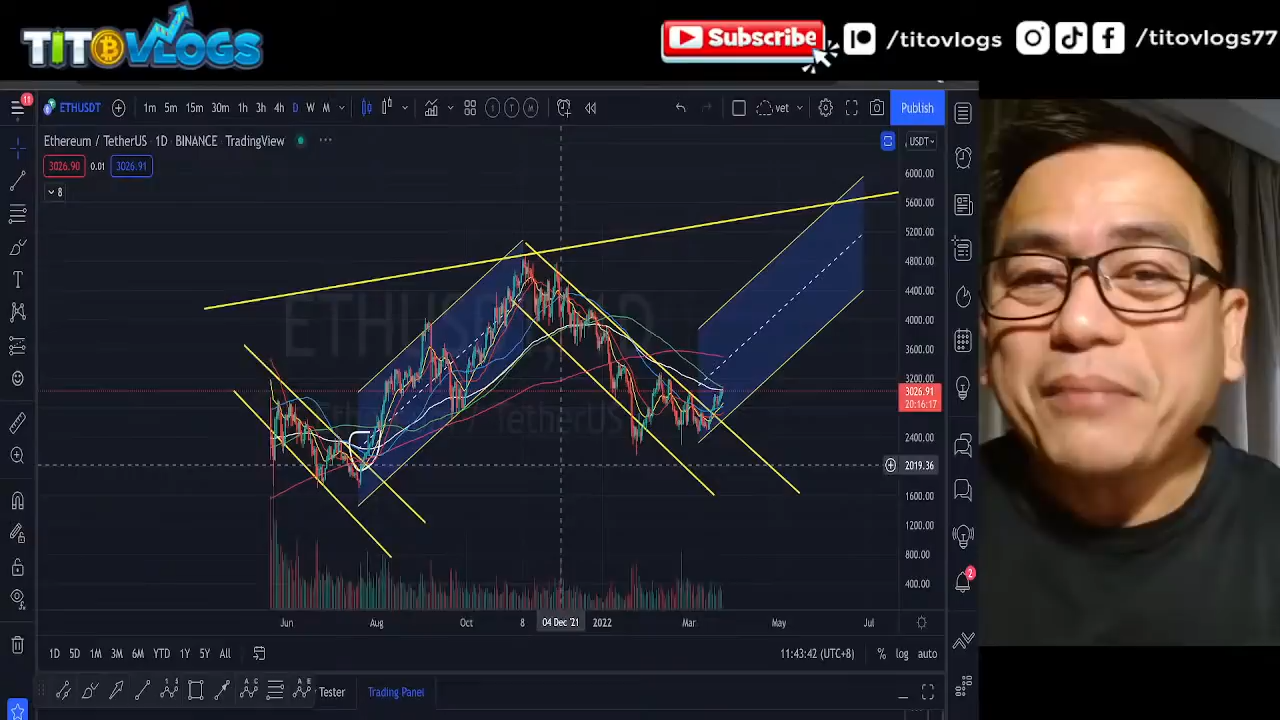 TITOVLOGS
Subscribe
/titovlogs
/titovlogs77
11
ETHUSDT
1m 5m 15m 30m 1h 3h 4h D W M
vet
Publish
Ethereum / TetherUS · 1D · BINANCE TradingView
USDT
3026.90 0.01 3026.91
8
6000.00
5600.00
5200.00
4800.00
4400.00
4000.00
3600.00
3200.00
3026.91
20:16:17
2400.00
2019.36
1600.00
1200.00
800.00
400.00
2
Jun Aug Oct 8 04 Dec '21 2022 Mar May Jul
1D 5D 1M 3M 6M YTD 1Y 5Y All
11:43:42 (UTC+8) % log auto
Tester Trading Panel